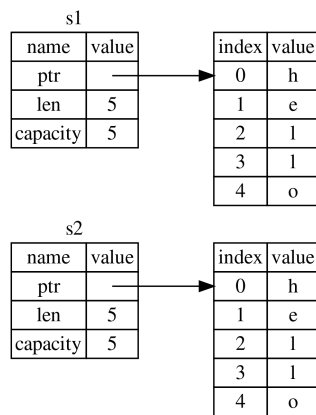 s1
name value index value
ptr 0 h
len 5 1 e
capacity 5 2 l
3 l
4 o
s2
name value index value
ptr 0 h
len 5 1 e
capacity 5 2 l
3 l
4 o